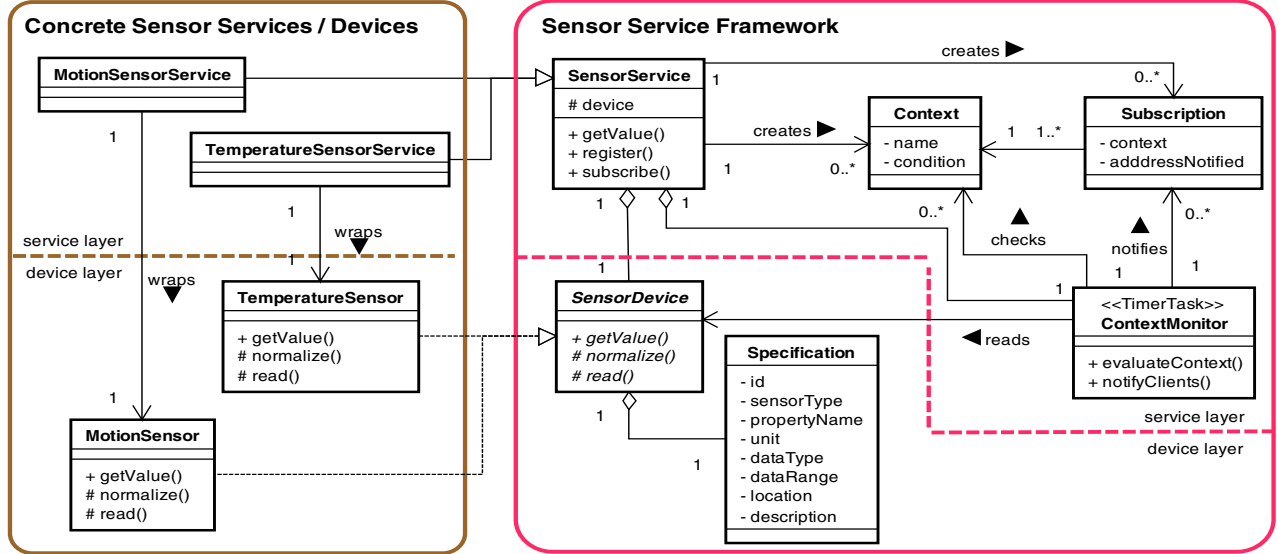 Concrete Sensor Services / Devices
MotionSensorService
1
TemperatureSensorService
1
wraps
service layer
device layer
1
wraps
TemperatureSensor
+ getValue()
# normalize()
# read()
1
MotionSensor
+ getValue()
# normalize()
# read()
Sensor Service Framework
SensorService
# device
+ getValue()
+ register()
+ subscribe()
1
creates
0..*
creates
1
0..*
Context
- name
- condition
1
1..*
Subscription
- context
- adddressNotified
1
1
0..*
checks
1
0..*
notifies
1
1
1
SensorDevice
+ getValue()
# normalize()
# read()
<<TimerTask>>
ContextMonitor
+ evaluateContext()
+ notifyClients()
reads
1
1
Specification
- id
- sensorType
- propertyName
- unit
- dataType
- dataRange
- location
- description
service layer
device layer